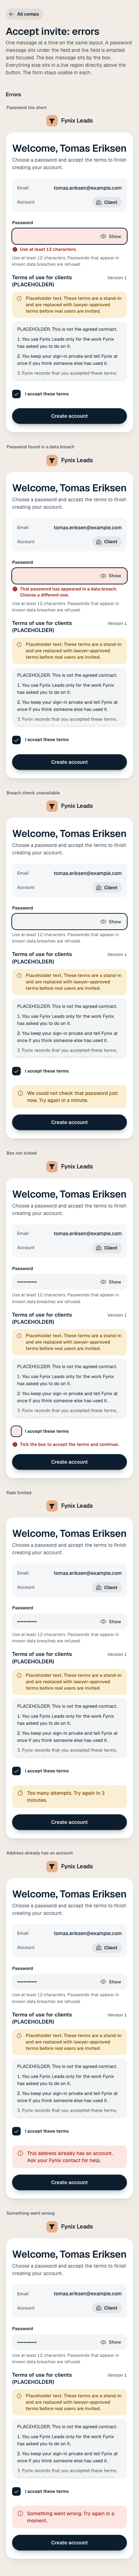 All comps
Accept invite: errors
One message at a time on the same layout. A password
message sits under the field and the field is emptied
and focused. The box message sits by the box.
Everything else sits in a live region directly above the
button. The form stays usable in each.
Errors
Password too short
Fynix Leads
Welcome, Tomas Eriksen
Choose a password and accept the terms to finish
creating your account.
Email tomas.eriksen@example.com
Account Client
Password
Show
Use at least 12 characters.
Use at least 12 characters. Passwords that appear in
known data breaches are refused.
Terms of use for clients Version 1
(PLACEHOLDER)
Placeholder text. These terms are a stand-in
and are replaced with lawyer-approved
terms before real users are invited.
PLACEHOLDER. This is not the agreed contract.
1. You use Fynix Leads only for the work Fynix
has asked you to do on it.
2. You keep your sign-in private and tell Fynix at
once if you think someone else has used it.
3. Fynix records that you accepted these terms,
I accept these terms
Create account
Password found in a data breach
Fynix Leads
Welcome, Tomas Eriksen
Choose a password and accept the terms to finish
creating your account.
Email tomas.eriksen@example.com
Account Client
Password
Show
That password has appeared in a data breach.
Choose a different one.
Use at least 12 characters. Passwords that appear in
known data breaches are refused.
Terms of use for clients Version 1
(PLACEHOLDER)
Placeholder text. These terms are a stand-in
and are replaced with lawyer-approved
terms before real users are invited.
PLACEHOLDER. This is not the agreed contract.
1. You use Fynix Leads only for the work Fynix
has asked you to do on it.
2. You keep your sign-in private and tell Fynix at
once if you think someone else has used it.
3. Fynix records that you accepted these terms,
I accept these terms
Create account
Breach check unavailable
Fynix Leads
Welcome, Tomas Eriksen
Choose a password and accept the terms to finish
creating your account.
Email tomas.eriksen@example.com
Account Client
Password
Show
Use at least 12 characters. Passwords that appear in
known data breaches are refused.
Terms of use for clients Version 1
(PLACEHOLDER)
Placeholder text. These terms are a stand-in
and are replaced with lawyer-approved
terms before real users are invited.
PLACEHOLDER. This is not the agreed contract.
1. You use Fynix Leads only for the work Fynix
has asked you to do on it.
2. You keep your sign-in private and tell Fynix at
once if you think someone else has used it.
3. Fynix records that you accepted these terms,
I accept these terms
We could not check that password just
now. Try again in a minute.
Create account
Box not ticked
Fynix Leads
Welcome, Tomas Eriksen
Choose a password and accept the terms to finish
creating your account.
Email tomas.eriksen@example.com
Account Client
Password
Show
Use at least 12 characters. Passwords that appear in
known data breaches are refused.
Terms of use for clients Version 1
(PLACEHOLDER)
Placeholder text. These terms are a stand-in
and are replaced with lawyer-approved
terms before real users are invited.
PLACEHOLDER. This is not the agreed contract.
1. You use Fynix Leads only for the work Fynix
has asked you to do on it.
2. You keep your sign-in private and tell Fynix at
once if you think someone else has used it.
3. Fynix records that you accepted these terms,
I accept these terms
Tick the box to accept the terms and continue.
Create account
Rate limited
Fynix Leads
Welcome, Tomas Eriksen
Choose a password and accept the terms to finish
creating your account.
Email tomas.eriksen@example.com
Account Client
Password
Show
Use at least 12 characters. Passwords that appear in
known data breaches are refused.
Terms of use for clients Version 1
(PLACEHOLDER)
Placeholder text. These terms are a stand-in
and are replaced with lawyer-approved
terms before real users are invited.
PLACEHOLDER. This is not the agreed contract.
1. You use Fynix Leads only for the work Fynix
has asked you to do on it.
2. You keep your sign-in private and tell Fynix at
once if you think someone else has used it.
3. Fynix records that you accepted these terms,
I accept these terms
Too many attempts. Try again in 3
minutes.
Create account
Address already has an account
Fynix Leads
Welcome, Tomas Eriksen
Choose a password and accept the terms to finish
creating your account.
Email tomas.eriksen@example.com
Account Client
Password
Show
Use at least 12 characters. Passwords that appear in
known data breaches are refused.
Terms of use for clients Version 1
(PLACEHOLDER)
Placeholder text. These terms are a stand-in
and are replaced with lawyer-approved
terms before real users are invited.
PLACEHOLDER. This is not the agreed contract.
1. You use Fynix Leads only for the work Fynix
has asked you to do on it.
2. You keep your sign-in private and tell Fynix at
once if you think someone else has used it.
3. Fynix records that you accepted these terms,
I accept these terms
This address already has an account.
Ask your Fynix contact for help.
Create account
Something went wrong
Fynix Leads
Welcome, Tomas Eriksen
Choose a password and accept the terms to finish
creating your account.
Email tomas.eriksen@example.com
Account Client
Password
Show
Use at least 12 characters. Passwords that appear in
known data breaches are refused.
Terms of use for clients Version 1
(PLACEHOLDER)
Placeholder text. These terms are a stand-in
and are replaced with lawyer-approved
terms before real users are invited.
PLACEHOLDER. This is not the agreed contract.
1. You use Fynix Leads only for the work Fynix
has asked you to do on it.
2. You keep your sign-in private and tell Fynix at
once if you think someone else has used it.
3. Fynix records that you accepted these terms,
I accept these terms
Something went wrong. Try again in a
moment.
Create account